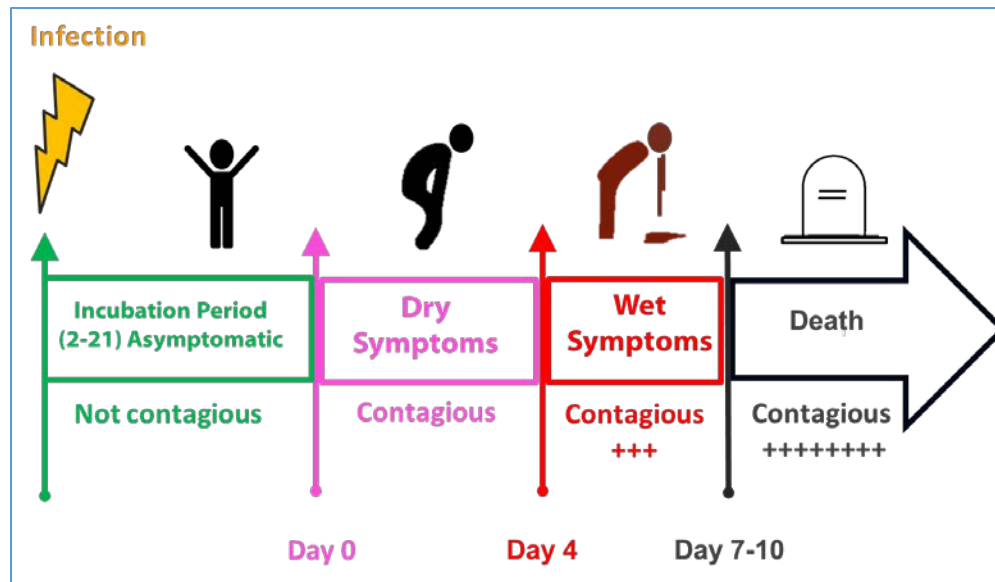 Infection
Incubation Period
(2-21) Asymptomatic
Dry
Symptoms
Wet
Symptoms
Death
Not contagious
Contagious
Contagious
+++
Contagious
++++++++
Day 0
Day 4
Day 7-10